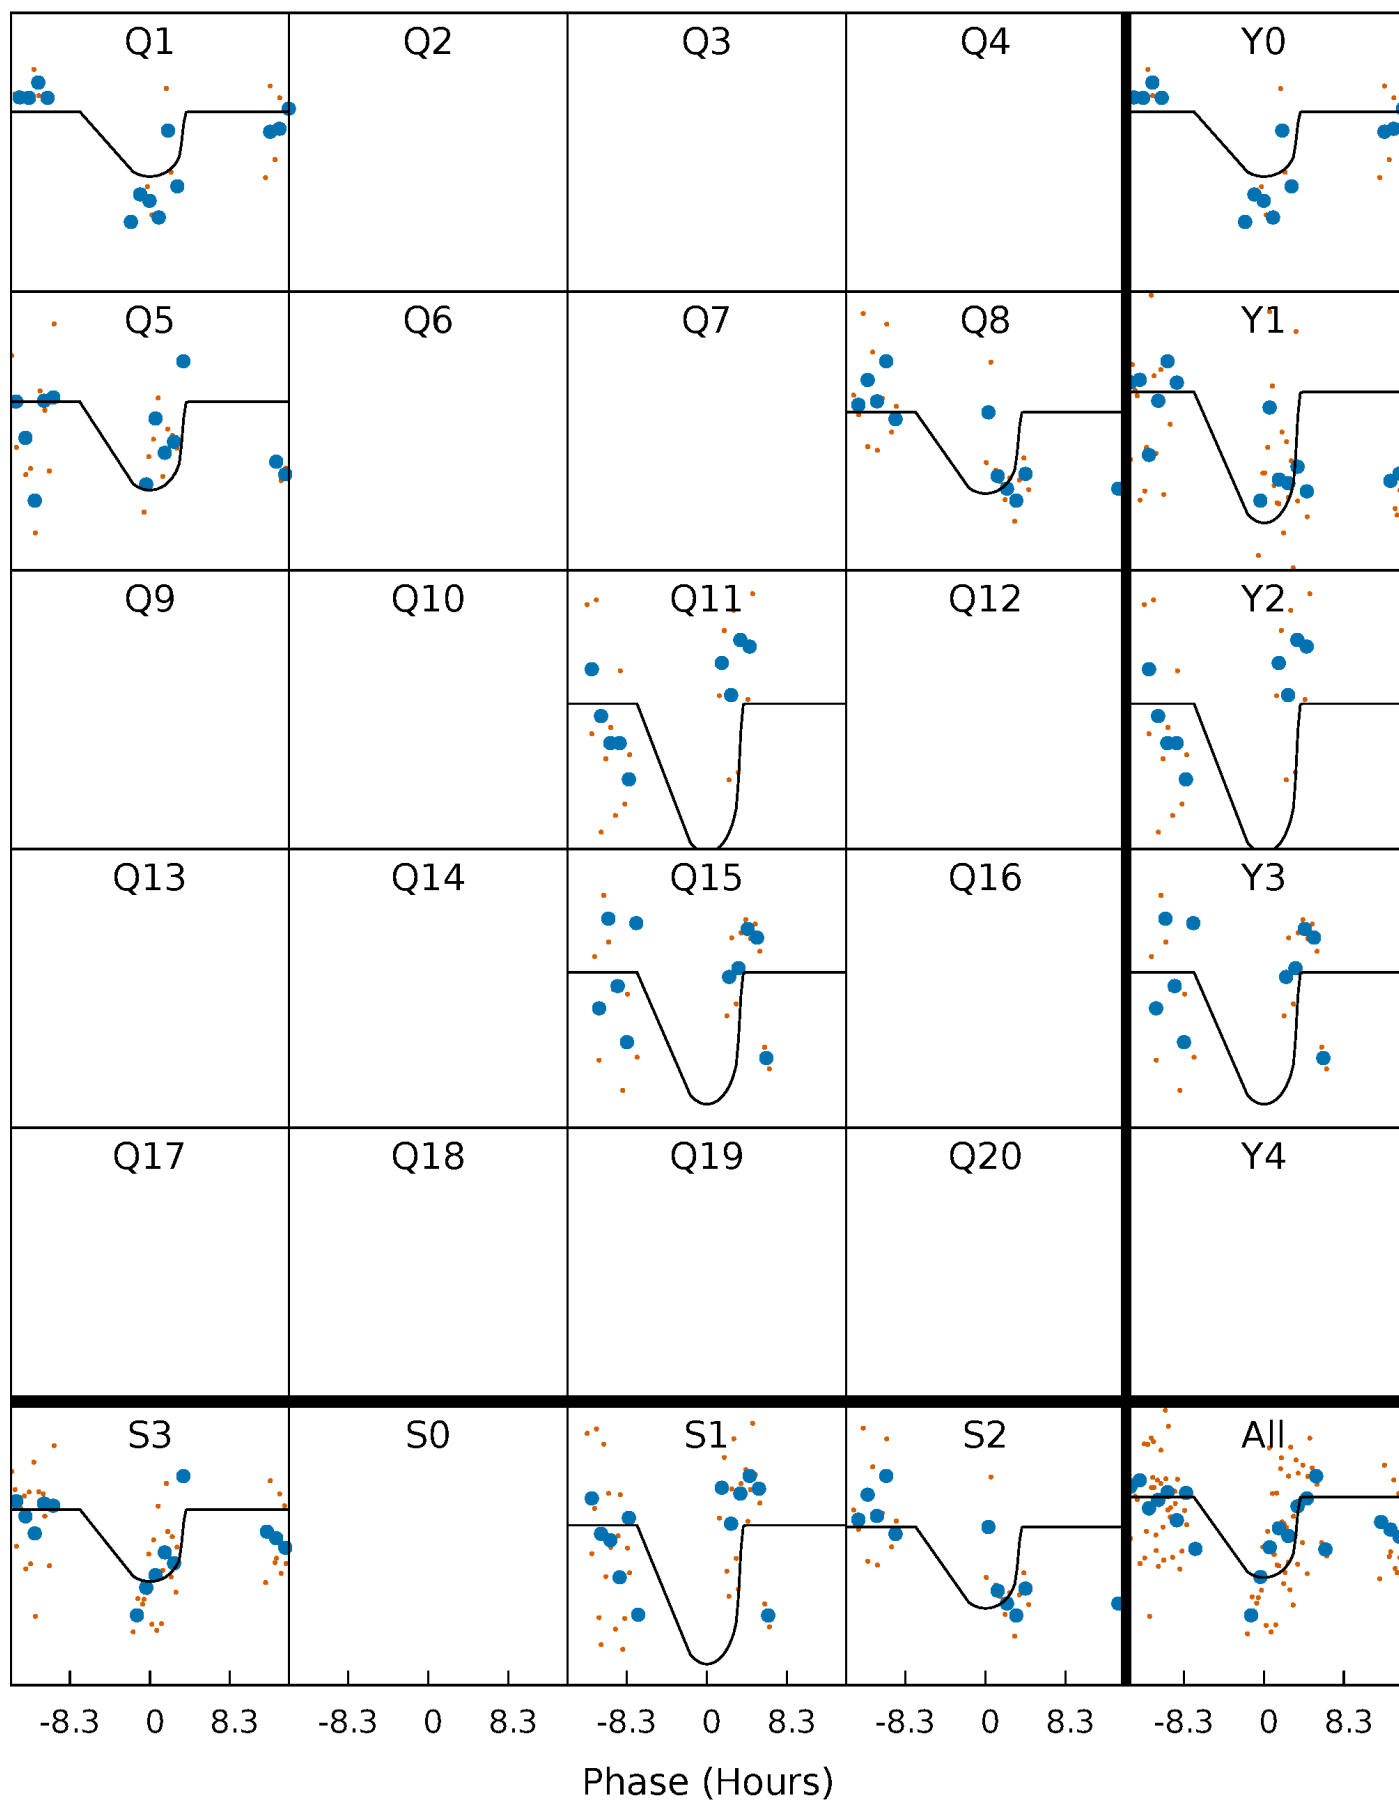 Q1 Q2 Q3 Q4 Y0
Q5 Q6 Q7 Q8 Y1
Q9 Q10 Q11 Q12 Y2
Q13 Q14 Q15 Q16 Y3
Q17 Q18 Q19 Q20 Y4
S3 S0 S1 S2 All
-8.3 0 8.3 -8.3 0 8.3 -8.3 0 8.3 -8.3 0 8.3 -8.3 0 8.3
Phase (Hours)